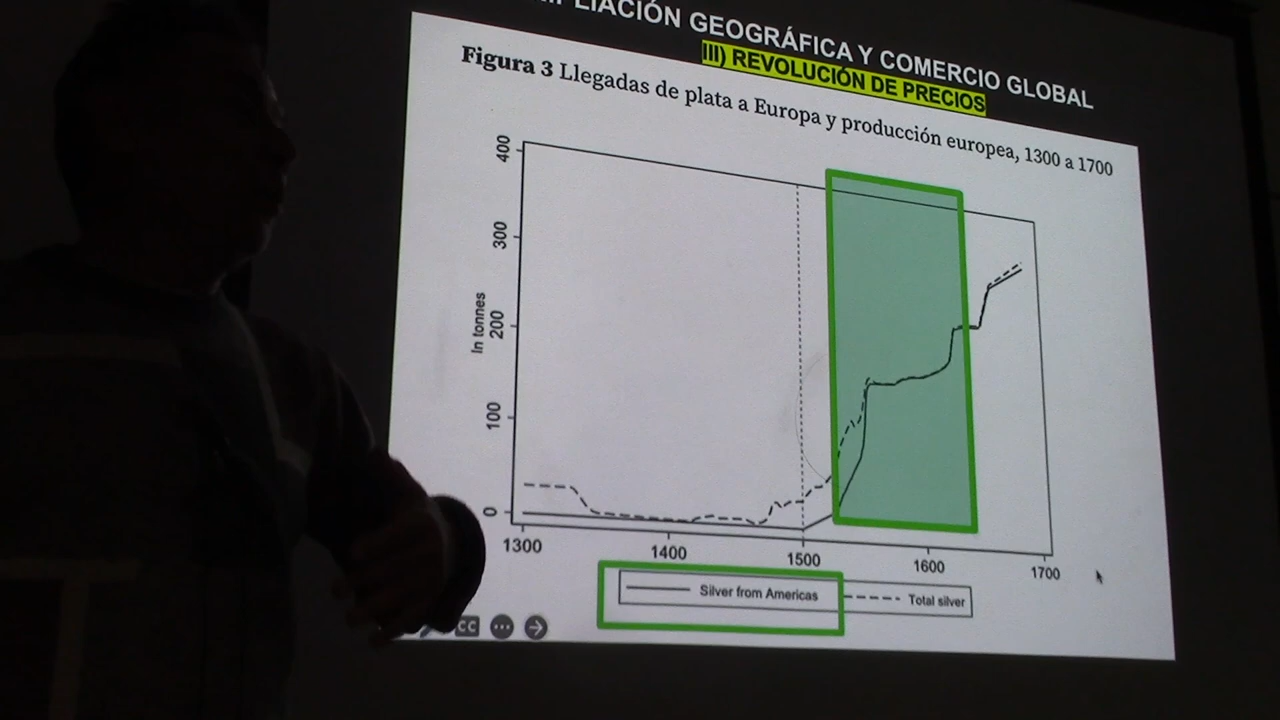 GEOGRÁFICA Y COMERCIO GLOBAL
III) REVOLUCIÓN DE PRECIOS
Figura 3 Llegadas de plata a Europa y producción europea, 1300 a 1700
400
300
200
100
0
In tonnes
1300
1400
1500
1600
1700
Silver from Americas
Total silver
CC